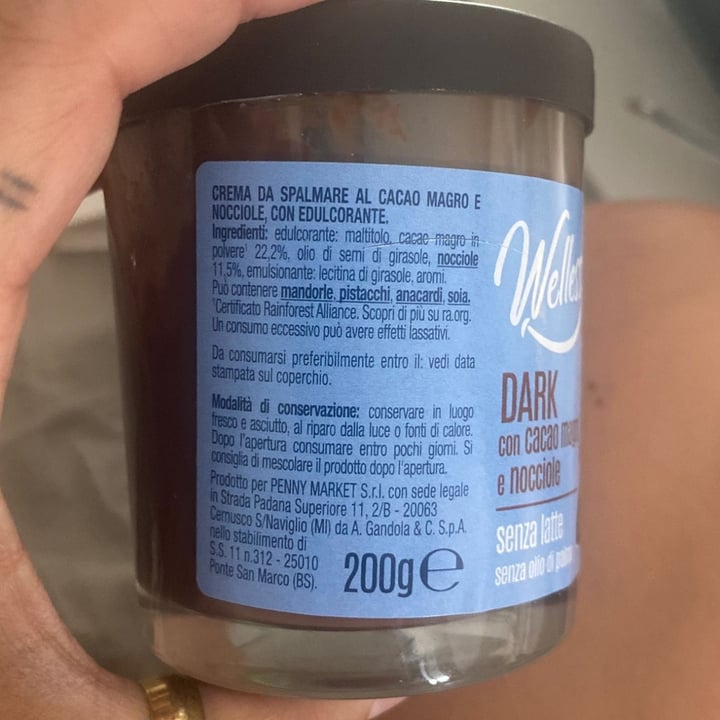 CREMA DA SPALMARE AL CACAO MAGRO E
NOCCIOLE, CON EDULCORANTE.
Ingredienti: edulcorante: maltitolo, cacao magro in
polvere¹ 22,2%, olio di semi di girasole, nocciole
11,5%, emulsionante: lecitina di girasole, aromi.
Può contenere mandorle, pistacchi, anacardi, soia.
¹Certificato Rainforest Alliance. Scopri di più su ra.org.
Un consumo eccessivo può avere effetti lassativi.
Da consumarsi preferibilmente entro il: vedi data
stampata sul coperchio.
Modalità di conservazione: conservare in luogo
fresco e asciutto, al riparo dalla luce o fonti di calore.
Dopo l'apertura consumare entro pochi giorni. Si
consiglia di mescolare il prodotto dopo l'apertura.
Prodotto per PENNY MARKET S.r.l. con sede legale
in Strada Padana Superiore 11, 2/B - 20063
Cernusco S/Naviglio (MI) da A. Gandola & C. S.p.A.
nello stabilimento di
S.S. 11 n.312 - 25010
Ponte San Marco (BS).
200g e
DARK
con cacao
e nocciole
senza latte
senza olio di